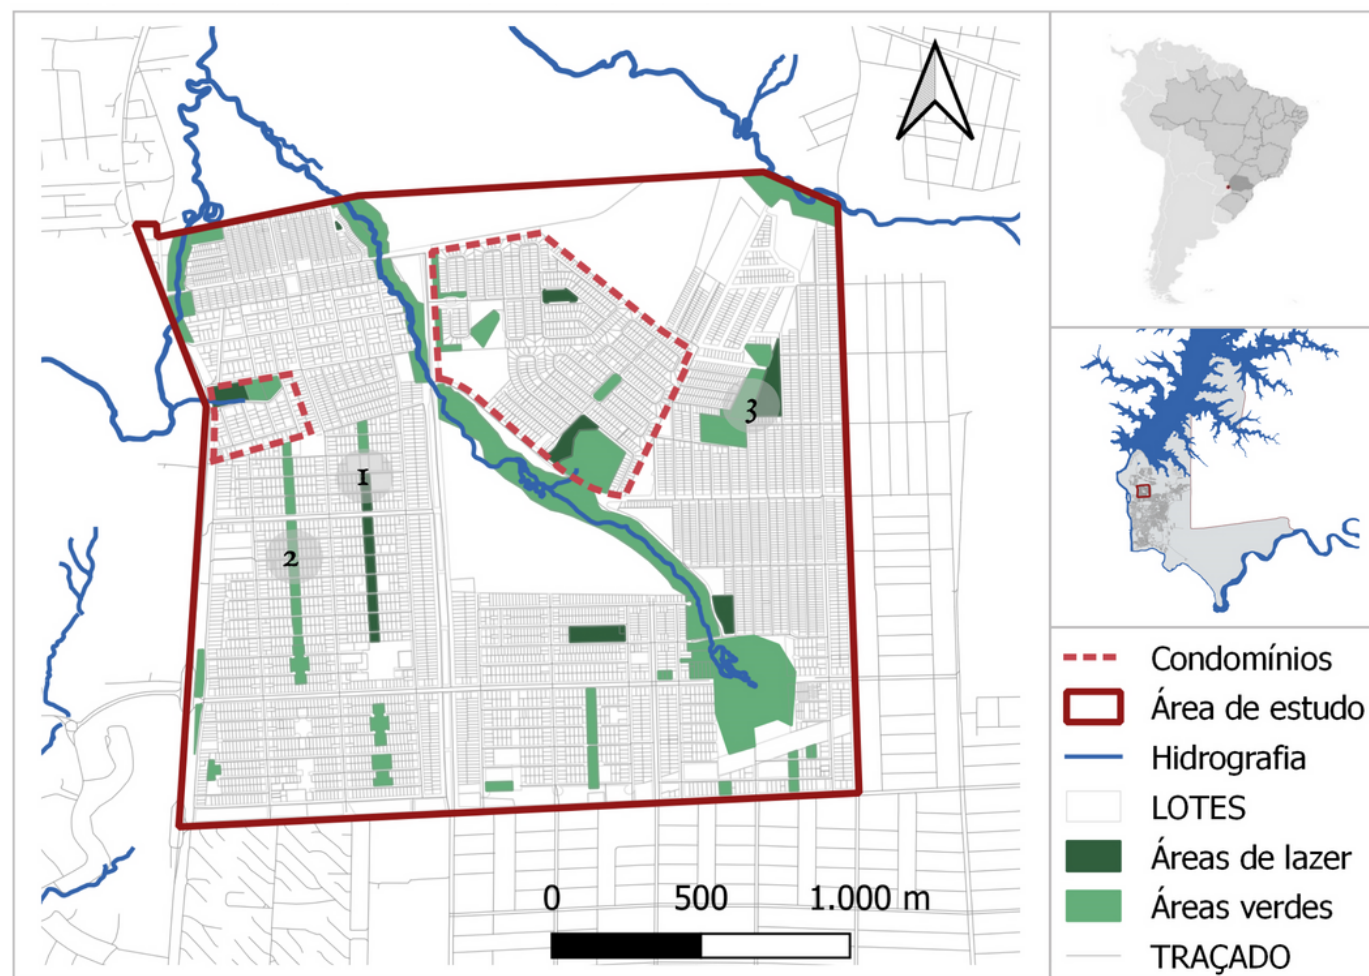 1
2
3
0 500 1.000 m
Condomínios
Área de estudo
Hidrografia
LOTES
Áreas de lazer
Áreas verdes
TRAÇADO